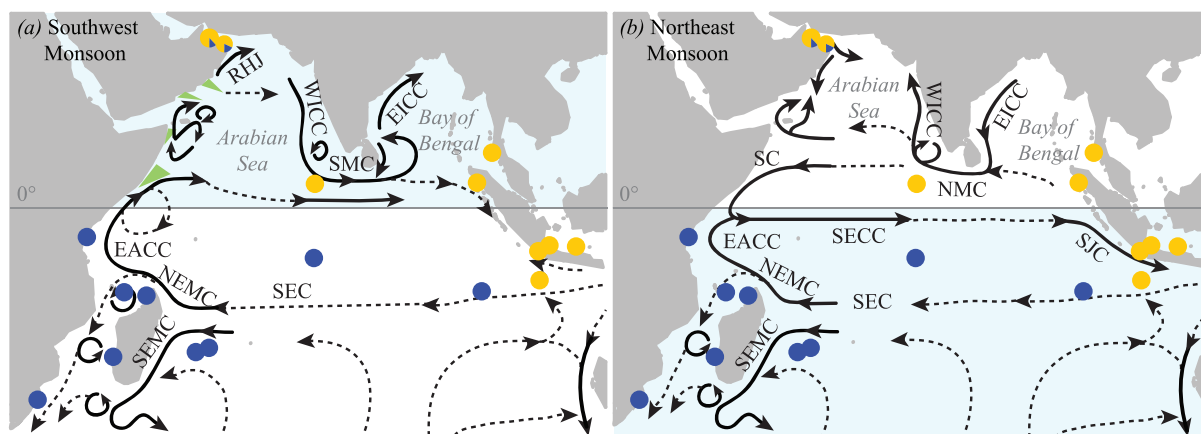 (a) Southwest
Monsoon
RHJ
WICC
EICC
Arabian
Sea
Bay of
Bengal
SMC
0°
EACC
NEMC
SEC
SEMC
(b) Northeast
Monsoon
Arabian
Sea
WICC
EICC
Bay of
Bengal
SC
NMC
EACC
SECC
SJC
NEMC
SEC
SEMC